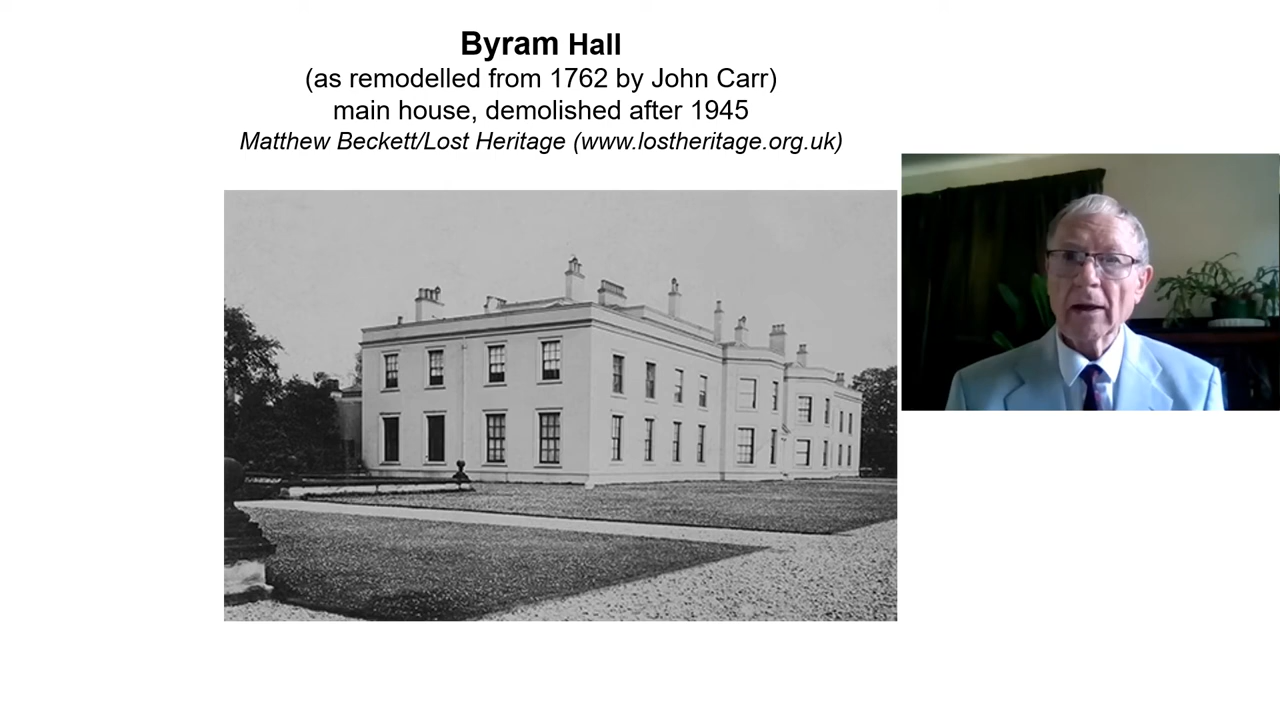 Byram Hall
(as remodelled from 1762 by John Carr)
main house, demolished after 1945
Matthew Beckett/Lost Heritage (www.lostheritage.org.uk)